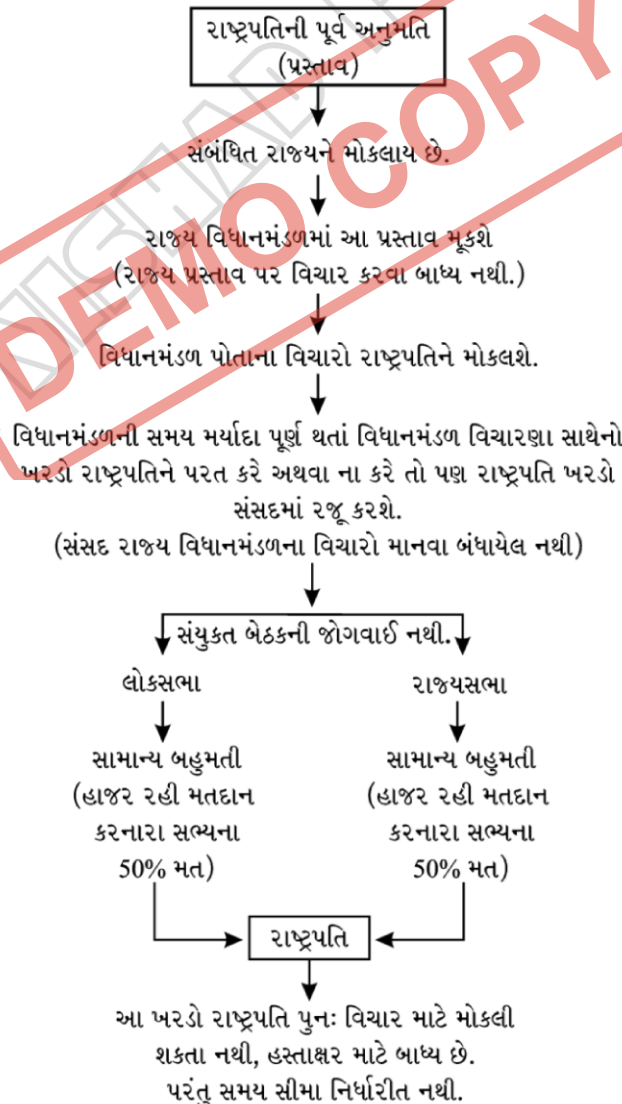 રાષ્ટ્રપતિની પૂર્વ અનુમતિ
(પ્રસ્તાવ)
સંબંધિત રાજ્યને મોકલાય છે.
રાજ્ય વિધાનમંડળમાં આ પ્રસ્તાવ મૂકશે
(રાજ્ય પ્રસ્તાવ પર વિચાર કરવા બાધ્ય નથી.)
વિધાનમંડળ પોતાના વિચારો રાષ્ટ્રપતિને મોકલશે.
વિધાનમંડળની સમય મર્યાદા પૂર્ણ થતાં વિધાનમંડળ વિચારણા સાથેનો
ખરડો રાષ્ટ્રપતિને પરત કરે અથવા ના કરે તો પણ રાષ્ટ્રપતિ ખરડો
સંસદમાં રજૂ કરશે.
(સંસદ રાજ્ય વિધાનમંડળના વિચારો માનવા બંધાયેલ નથી)
સંયુક્ત બેઠકની જોગવાઈ નથી.
લોકસભા રાજ્યસભા
સામાન્ય બહુમતી સામાન્ય બહુમતી
(હાજર રહી મતદાન (હાજર રહી મતદાન
કરનારા સભ્યના કરનારા સભ્યના
50% મત) 50% મત)
રાષ્ટ્રપતિ
આ ખરડો રાષ્ટ્રપતિ પુનઃ વિચાર માટે મોકલી
શકતા નથી, હસ્તાક્ષર માટે બાધ્ય છે.
પરંતુ સમય સીમા નિર્ધારીત નથી.
DEMO COPY
NISHAD